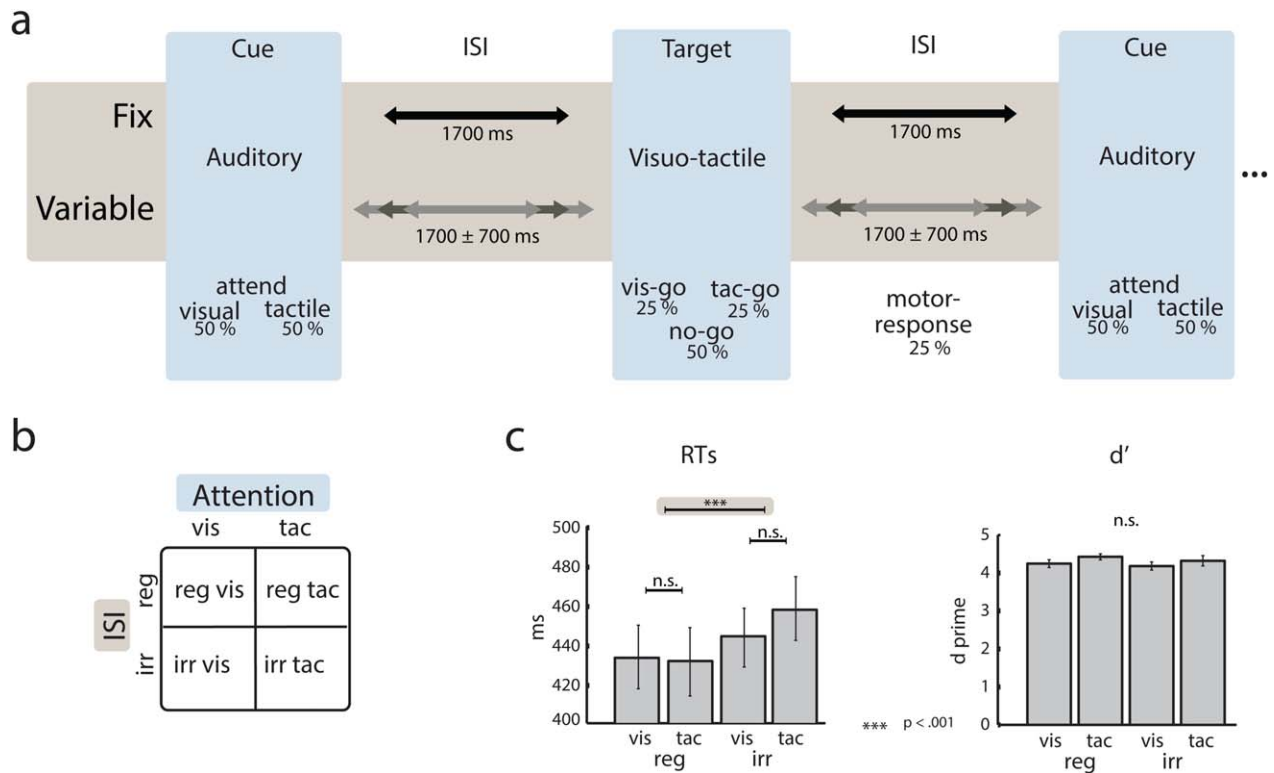 a
Cue
ISI
Target
ISI
Cue
Fix
1700 ms
1700 ms
Auditory
Visuo-tactile
Auditory
...
Variable
1700 ± 700 ms
1700 ± 700 ms
attend
visual tactile
50 % 50 %
vis-go tac-go
25 % 25 %
no-go
50 %
motor-
response
25 %
attend
visual tactile
50 % 50 %
b
Attention
vis tac
ISI
reg
reg vis reg tac
irr
irr vis irr tac
c
RTs
***
n.s.
n.s.
500
480
460
440
420
400
ms
vis tac vis tac
reg irr
*** p < .001
d′
n.s.
5
4
3
2
1
0
d prime
vis tac vis tac
reg irr